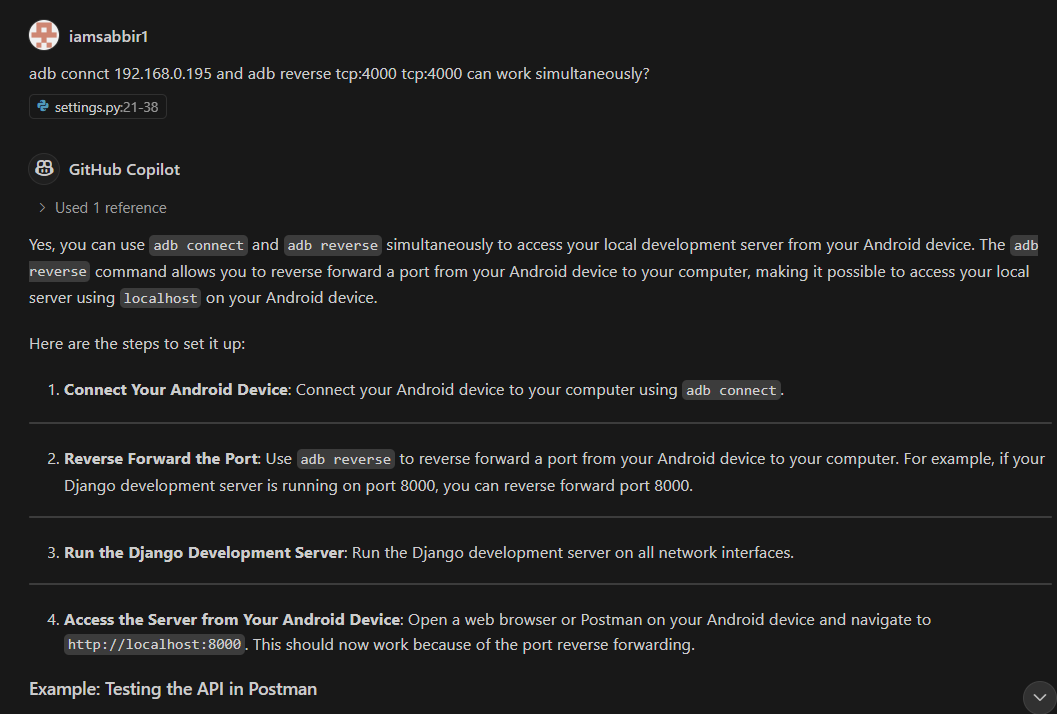 iamsabbir1
adb connct 192.168.0.195 and adb reverse tcp:4000 tcp:4000 can work simultaneously?
settings.py:21-38
GitHub Copilot
Used 1 reference
Yes, you can use adb connect and adb reverse simultaneously to access your local development server from your Android device. The adb
reverse command allows you to reverse forward a port from your Android device to your computer, making it possible to access your local
server using localhost on your Android device.
Here are the steps to set it up:
1. Connect Your Android Device: Connect your Android device to your computer using adb connect.
2. Reverse Forward the Port: Use adb reverse to reverse forward a port from your Android device to your computer. For example, if your
Django development server is running on port 8000, you can reverse forward port 8000.
3. Run the Django Development Server: Run the Django development server on all network interfaces.
4. Access the Server from Your Android Device: Open a web browser or Postman on your Android device and navigate to
http://localhost:8000. This should now work because of the port reverse forwarding.
Example: Testing the API in Postman